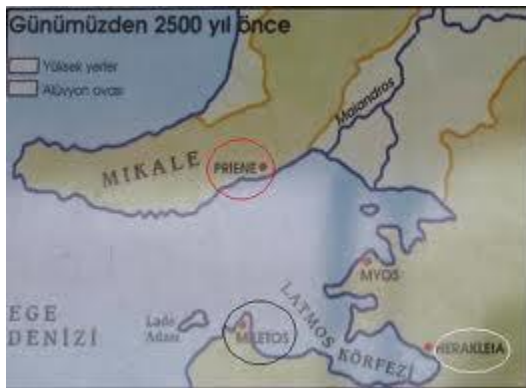 Günümüzden 2500 yıl önce
Yüksek yerler
Alüvyon ovası
Maiandros
MIKALE
PRIENE
MYOS
LATMOS KÖRFEZİ
EGE
DENİZİ
Lade
Adası
MILETOS
HERAKLEIA